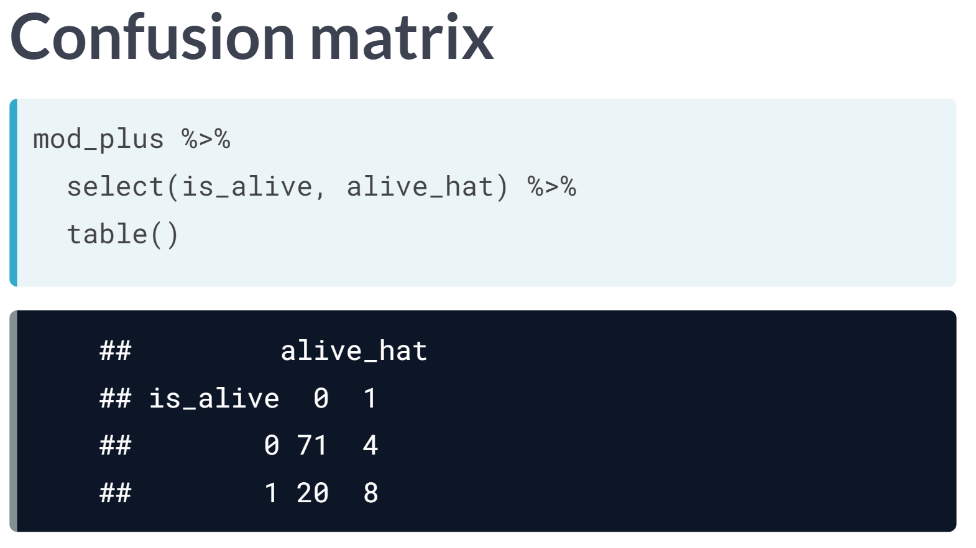 Confusion matrix
mod_plus %>%
  select(is_alive, alive_hat) %>%
  table()
##         alive_hat
## is_alive  0  1
##        0 71  4
##        1 20  8